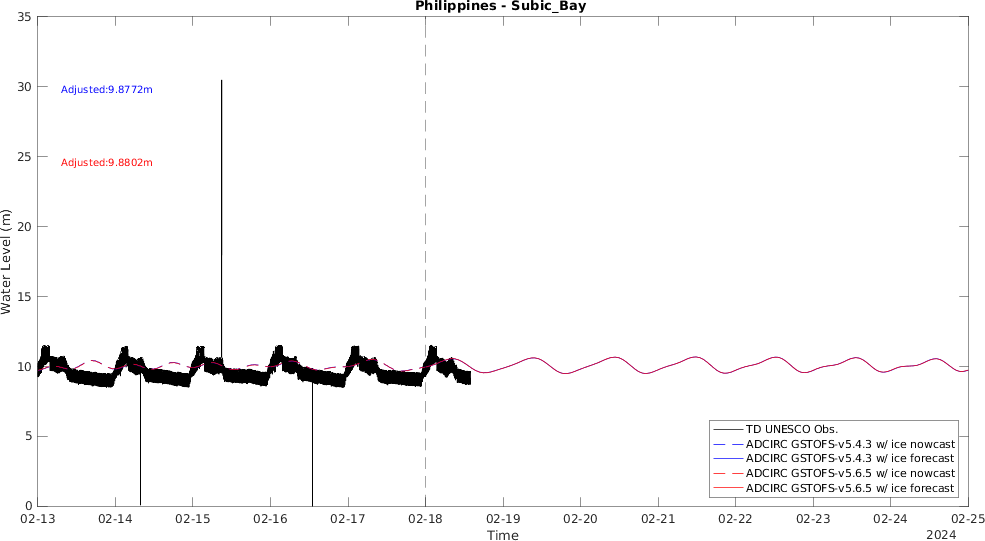 Philippines - Subic_Bay
35
30
25
20
15
10
5
0
Water Level (m)
Adjusted:9.8772m
Adjusted:9.8802m
TD UNESCO Obs.
ADCIRC GSTOFS-v5.4.3 w/ ice nowcast
ADCIRC GSTOFS-v5.4.3 w/ ice forecast
ADCIRC GSTOFS-v5.6.5 w/ ice nowcast
ADCIRC GSTOFS-v5.6.5 w/ ice forecast
02-13 02-14 02-15 02-16 02-17 02-18 02-19 02-20 02-21 02-22 02-23 02-24 02-25
Time
2024